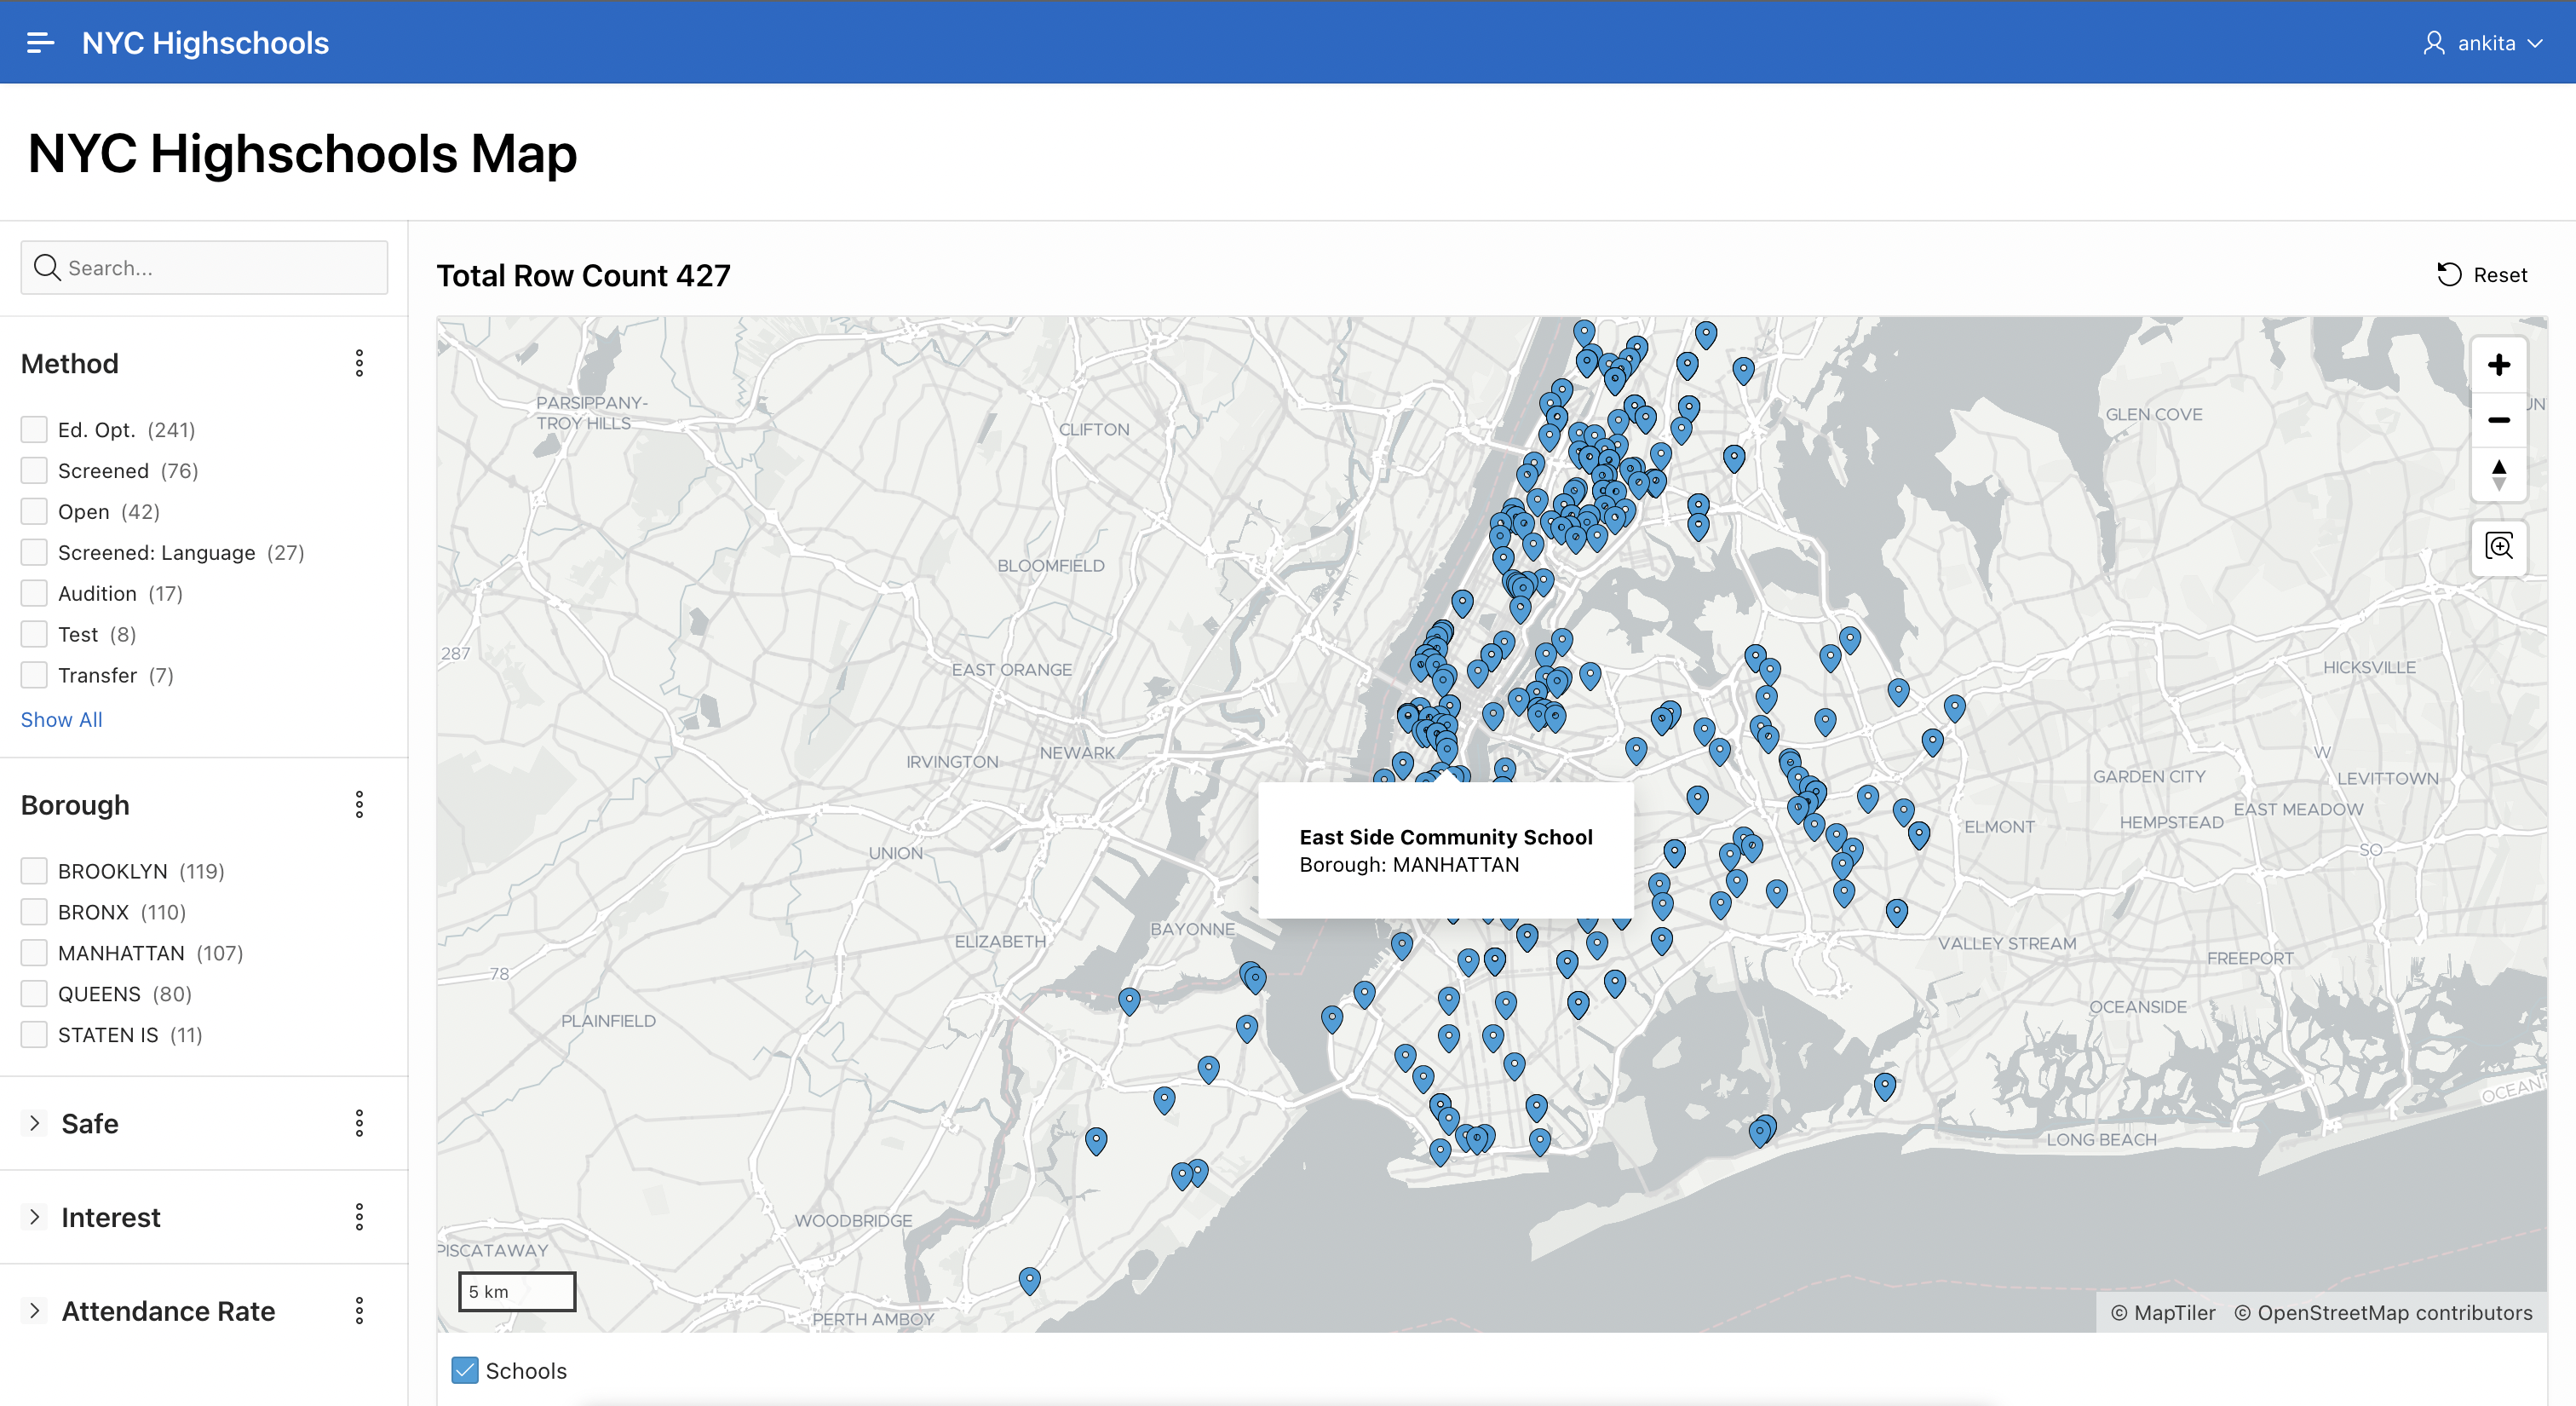 NYC Highschools
ankita
NYC Highschools Map
Search...
Total Row Count 427
Reset
Method
Ed. Opt. (241)
Screened (76)
Open (42)
Screened: Language (27)
Audition (17)
Test (8)
Transfer (7)
Show All
Borough
BROOKLYN (119)
BRONX (110)
MANHATTAN (107)
QUEENS (80)
STATEN IS (11)
Safe
Interest
Attendance Rate
PARSIPPANY-
TROY HILLS
CLIFTON
GLEN COVE
BLOOMFIELD
287
EAST ORANGE
HICKSVILLE
NEWARK
IRVINGTON
W
LEVITTOWN
GARDEN CITY
EAST MEADOW
HEMPSTEAD
ELMONT
UNION
SO
East Side Community School
Borough: MANHATTAN
BAYONNE
ELIZABETH
VALLEY STREAM
FREEPORT
78
OCEANSIDE
PLAINFIELD
OCEAN
LONG BEACH
WOODBRIDGE
PISCATAWAY
PERTH AMBOY
5 km
© MapTiler © OpenStreetMap contributors
Schools